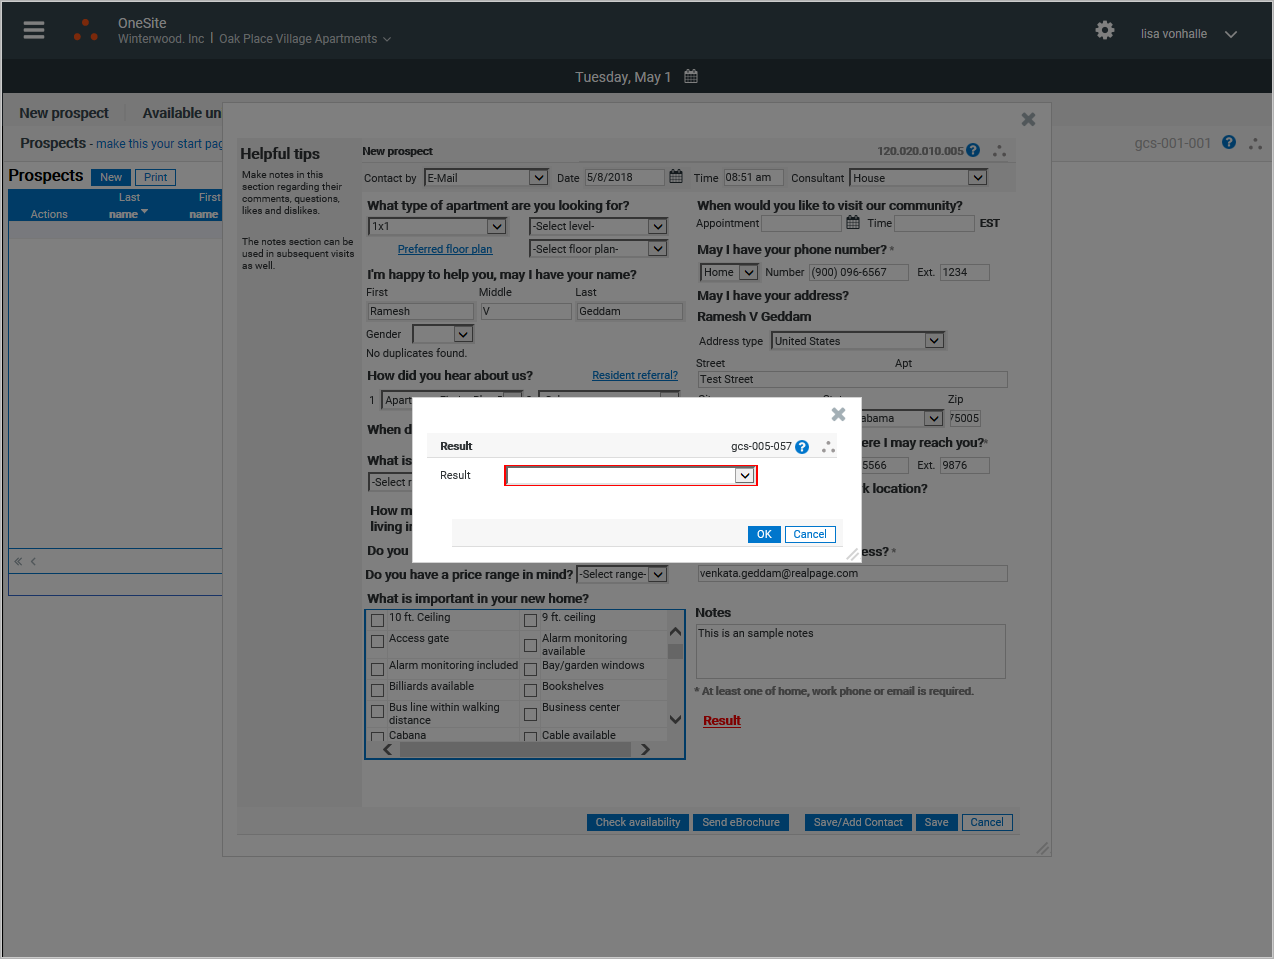 OneSite
Winterwood. Inc | Oak Place Village Apartments
lisa vonhalle
Tuesday, May 1
New prospect
Available un
Prospects - make this your start pag
gcs-001-001
Prospects New Print
Actions Last name First name
Helpful tips
Make notes in this
section regarding their
comments, questions,
likes and dislikes.
The notes section can be
used in subsequent visits
as well.
New prospect
120.020.010.005
Contact by E-Mail Date 5/8/2018 Time 08:51 am Consultant House
What type of apartment are you looking for?
1x1 -Select level-
Preferred floor plan -Select floor plan-
I'm happy to help you, may I have your name?
First Middle Last
Ramesh V Geddam
Gender
No duplicates found.
How did you hear about us? Resident referral?
1 Apart
When d
What is
-Select r
How m
living in
Do you
Do you have a price range in mind? -Select range-
What is important in your new home?
10 ft. Ceiling 9 ft. ceiling
Access gate Alarm monitoring
available
Alarm monitoring included Bay/garden windows
Billiards available Bookshelves
Bus line within walking
distance
Business center
Cabana Cable available
When would you like to visit our community?
Appointment Time EST
May I have your phone number? *
Home Number (900) 096-6567 Ext. 1234
May I have your address?
Ramesh V Geddam
Address type United States
Street Apt
Test Street
Zip
abama 75005
ere I may reach you?*
5566 Ext. 9876
k location?
ess? *
venkata.geddam@realpage.com
Notes
This is an sample notes
* At least one of home, work phone or email is required.
Result
Result
gcs-005-057
Result
OK Cancel
Check availability Send eBrochure Save/Add Contact Save Cancel